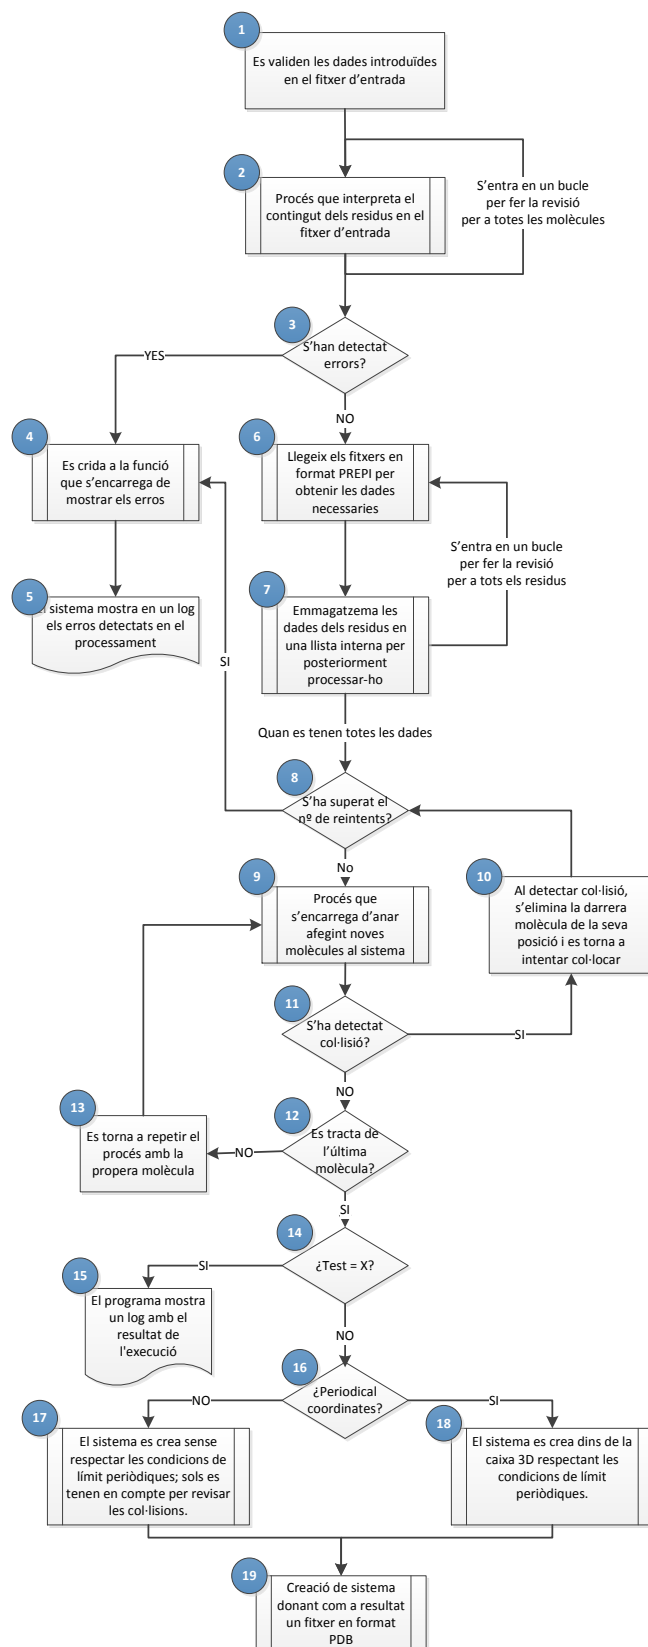 1
Es validen les dades introduïdes
en el fitxer d'entrada
2
Procés que interpreta el
contingut dels residus en el
fitxer d'entrada
S'entra en un bucle
per fer la revisió
per a totes les molècules
3
S'han detectat
errors?
YES
NO
4
Es crida a la funció
que s'encarrega de
mostrar els erros
6
Llegeix els fitxers en
format PREPI per
obtenir les dades
necessaries
S'entra en un bucle
per fer la revisió
per a tots els residus
5
El sistema mostra en un log
els erros detectats en el
processament
7
Emmagatzema les
dades dels residus en
una llista interna per
posteriorment
processar-ho
SI
Quan es tenen totes les dades
8
S'ha superat el
nº de reintents?
No
9
Procés que
s'encarrega d'anar
afegint noves
molècules al sistema
10
Al detectar col·lisió,
s'elimina la darrera
molècula de la seva
posició i es torna a
intentar col·locar
11
S'ha detectat
col·lisió?
SI
NO
12
Es tracta de
l'última
molècula?
NO
13
Es torna a repetir el
procés amb la
propera molècula
SI
14
¿Test = X?
SI
15
El programa mostra
un log amb el
resultat de
l'execució
NO
16
¿Periodical
coordinates?
NO
SI
17
El sistema es crea sense
respectar les condicions de
límit periòdiques; sols es
tenen en compte per revisar
les col·lisions.
18
El sistema es crea dins de la
caixa 3D respectant les
condicions de límit
periòdiques.
19
Creació de sistema
donant com a resultat
un fitxer en format
PDB